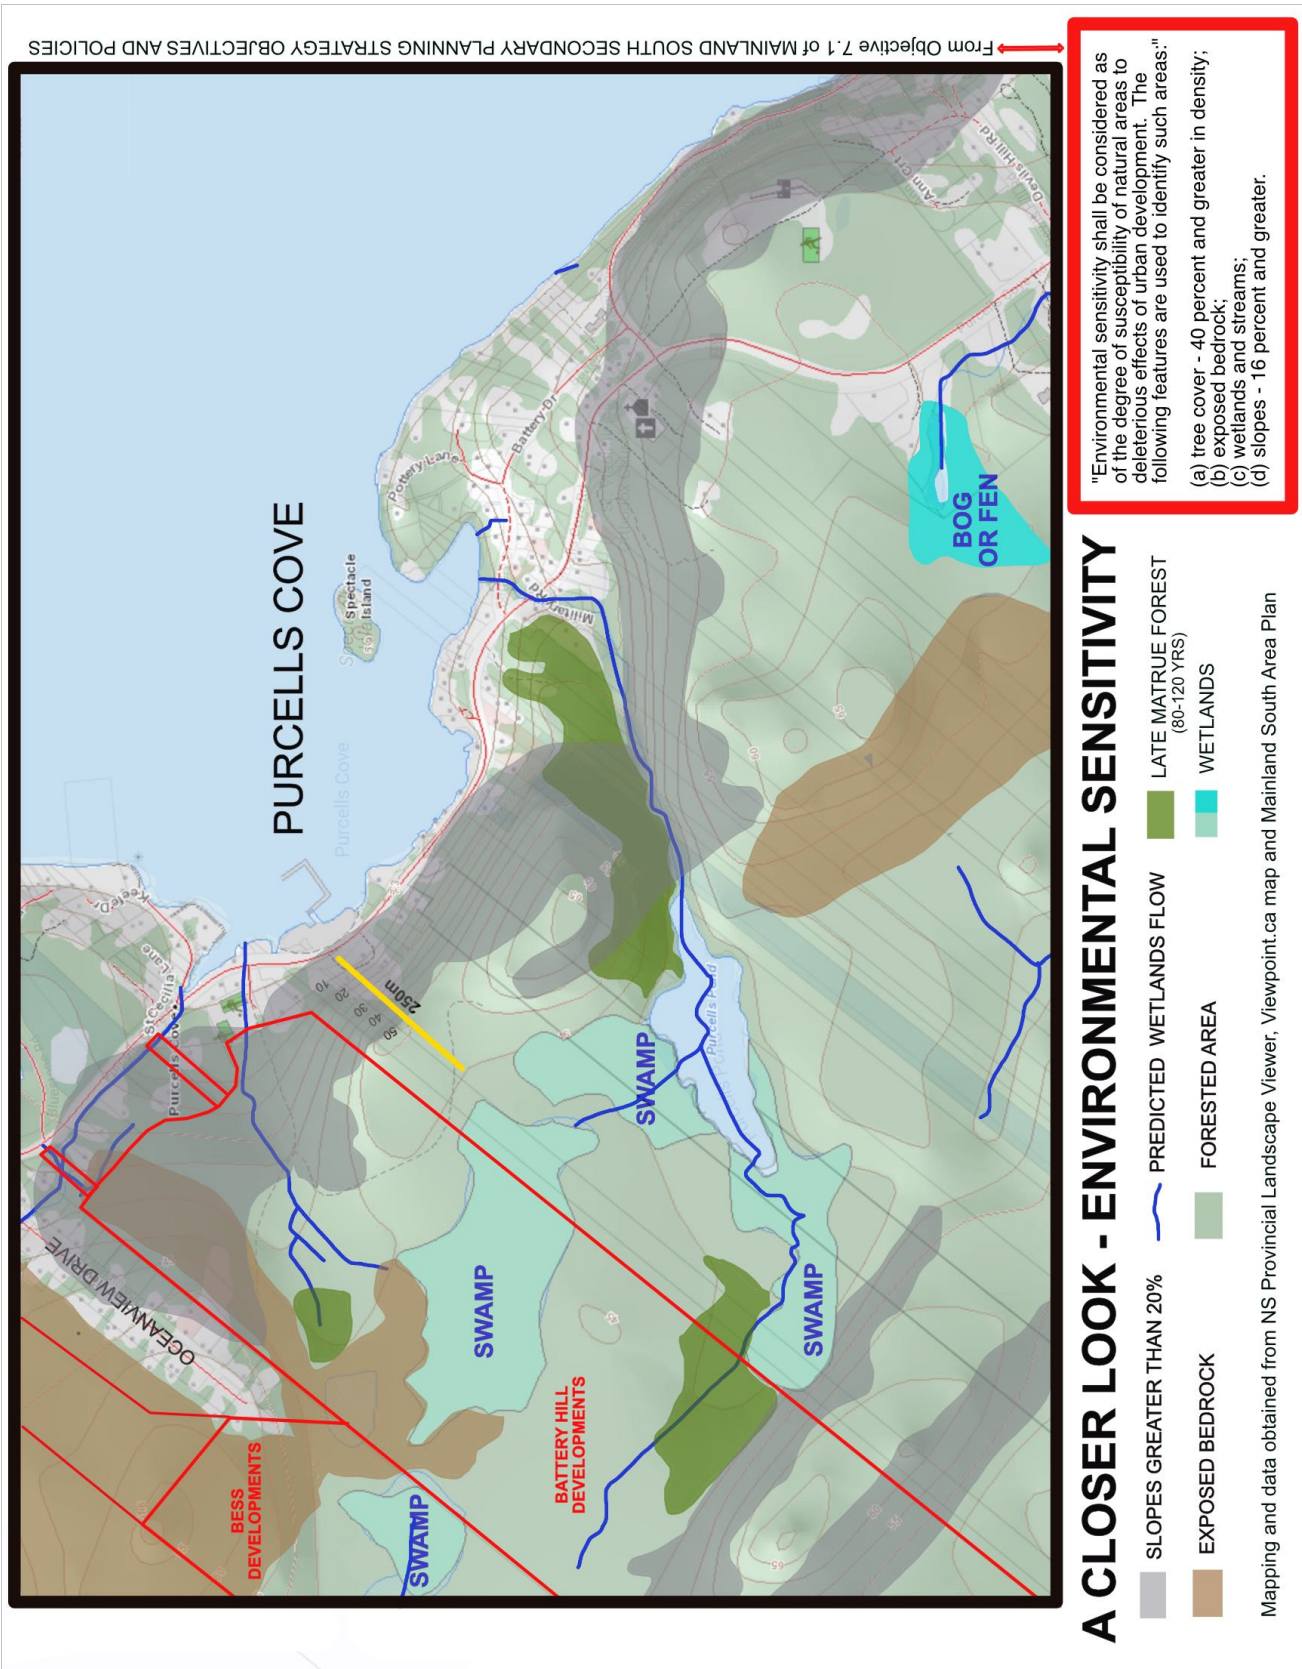 From Objective 7.1 of MAINLAND SOUTH SECONDARY PLANNING STRATEGY OBJECTIVES AND POLICIES
PURCELLS COVE
Spectacle
Island
Purcells Cove
Keefe Dr
St Cecilia Lane
Purcells Cove
Pottery Lane
Battery Dr
Military Rd
Ann Crt
Devils Hill Rd
OCEANVIEW DRIVE
10
20
30
40
50
250m
SWAMP
SWAMP
SWAMP
SWAMP
Purcells Pond
BOG
OR FEN
BESS
DEVELOPMENTS
BATTERY HILL
DEVELOPMENTS
65
A CLOSER LOOK - ENVIRONMENTAL SENSITIVITY
SLOPES GREATER THAN 20%
PREDICTED WETLANDS FLOW
LATE MATRUE FOREST
(80-120 YRS)
EXPOSED BEDROCK
FORESTED AREA
WETLANDS
Mapping and data obtained from NS Provincial Landscape Viewer, Viewpoint.ca map and Mainland South Area Plan
"Environmental sensitivity shall be considered as
of the degree of susceptibility of natural areas to
deleterious effects of urban development. The
following features are used to identify such areas:"
(a) tree cover - 40 percent and greater in density;
(b) exposed bedrock;
(c) wetlands and streams;
(d) slopes - 16 percent and greater.